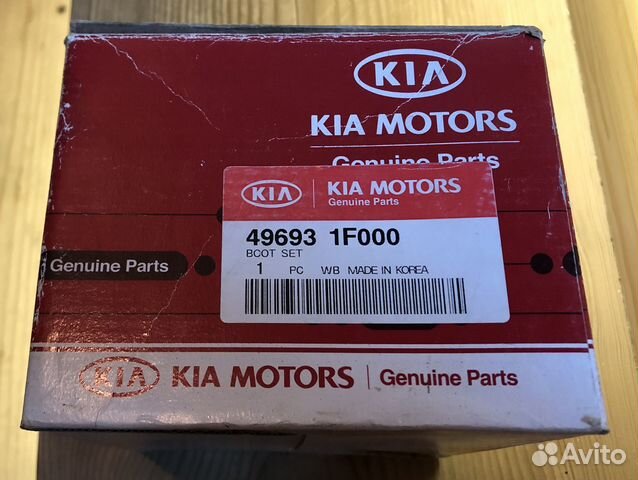 KIA
KIA MOTORS
Genuine Parts
KIA KIA MOTORS
Genuine Parts
49693 1F000
BCOT SET
1 PC WB MADE IN KOREA
Genuine Parts
KIA KIA MOTORS Genuine Parts
Avito